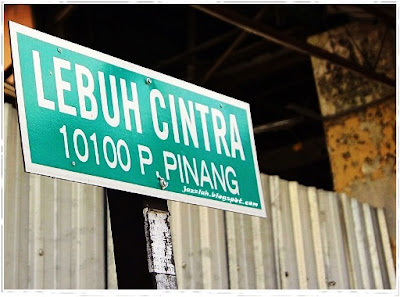 LEBUH CINTRA
10100 P. PINANG
jazzlah.blogspot.com